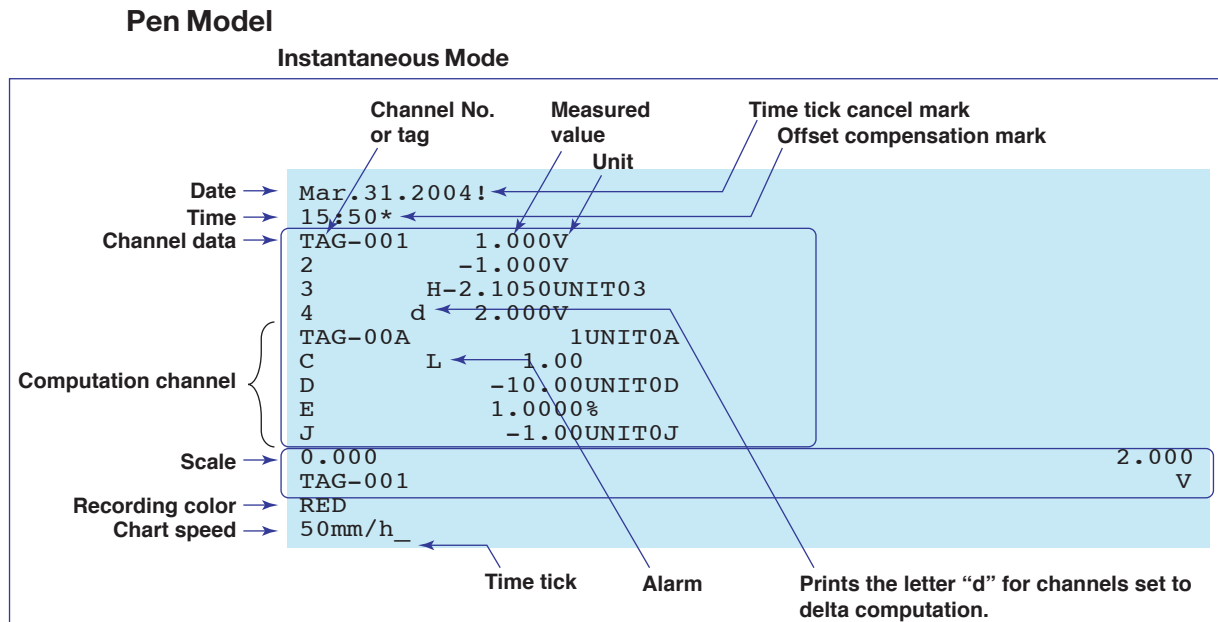 Pen Model
Instantaneous Mode
Channel No.
or tag
Measured
value
Unit
Time tick cancel mark
Offset compensation mark
Date
Mar.31.2004!
Time
15:50*
Channel data
TAG-001 1.000V
2 -1.000V
3 H-2.1050UNIT03
4 d 2.000V
Computation channel
TAG-00A 1UNIT0A
C L 1.00
D -10.00UNIT0D
E 1.0000%
J -1.00UNIT0J
Scale
0.000 2.000
TAG-001 V
Recording color
RED
Chart speed
50mm/h_
Time tick
Alarm
Prints the letter “d” for channels set to
delta computation.